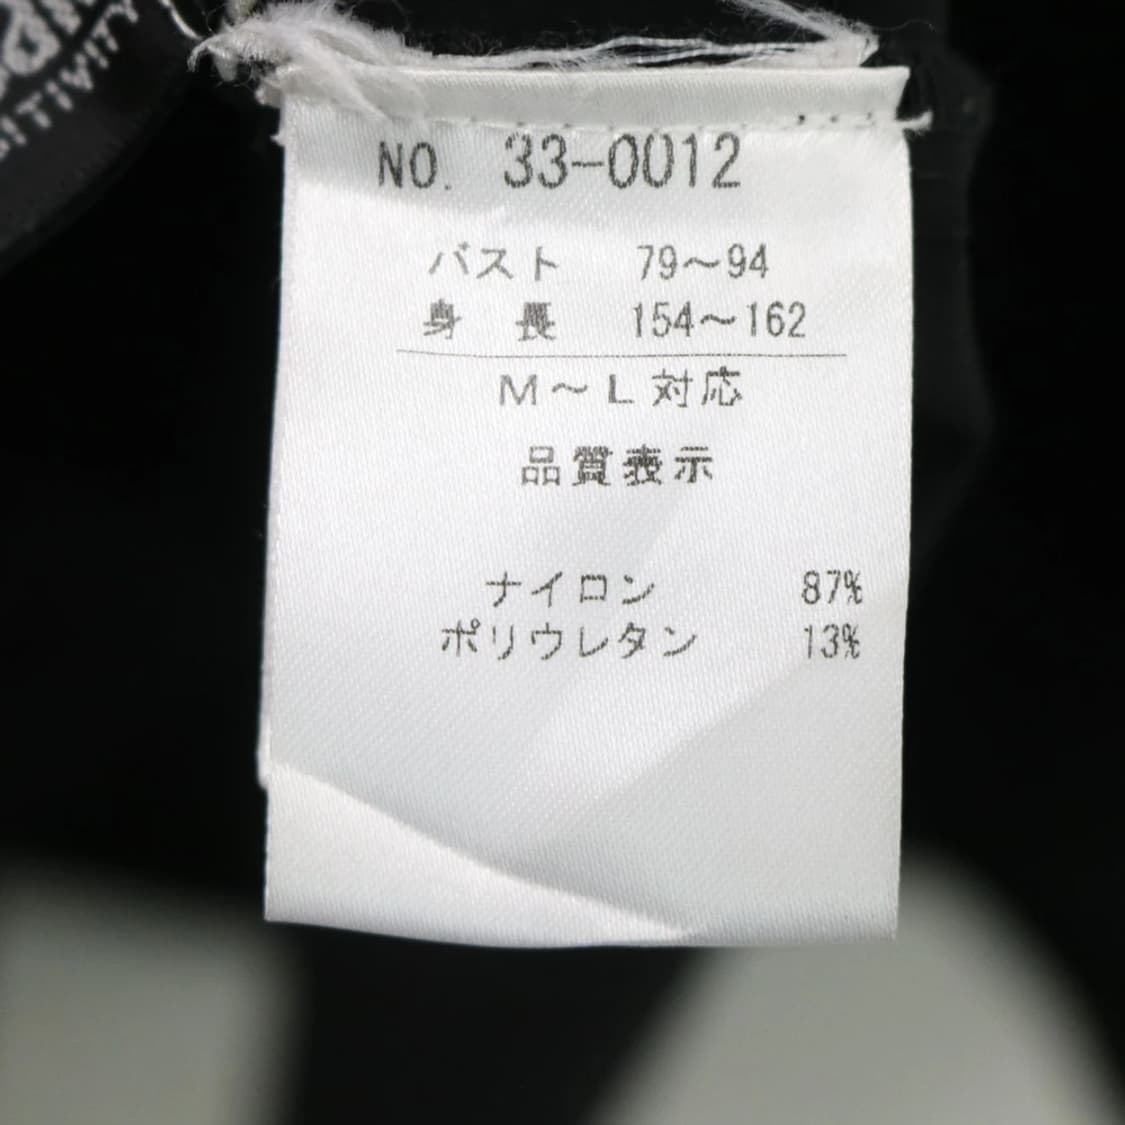 NO. 33-0012
バスト 79～94
身長 154～162
M～L対応
品質表示
ナイロン 87%
ポリウレタン 13%